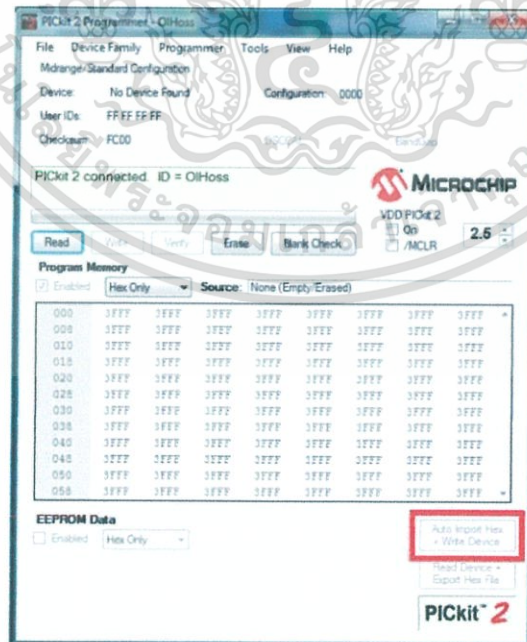 PICkit 2 Programmer - OlHoss
File Device Family Programmer Tools View Help
Midrange/Standard Configuration
Device: No Device Found Configuration: 0000
User IDs: FF FF FF FF
Checksum: FC00 OSCCAL: BandGap:
PICkit 2 connected. ID = OlHoss
MICROCHIP
VDD PICkit 2
On
/MCLR
2.5
Read Write Verify Erase Blank Check
Program Memory
Enabled Hex Only Source: None (Empty/Erased)
000 3FFF 3FFF 3FFF 3FFF 3FFF 3FFF 3FFF 3FFF
008 3FFF 3FFF 3FFF 3FFF 3FFF 3FFF 3FFF 3FFF
010 3FFF 3FFF 3FFF 3FFF 3FFF 3FFF 3FFF 3FFF
018 3FFF 3FFF 3FFF 3FFF 3FFF 3FFF 3FFF 3FFF
020 3FFF 3FFF 3FFF 3FFF 3FFF 3FFF 3FFF 3FFF
028 3FFF 3FFF 3FFF 3FFF 3FFF 3FFF 3FFF 3FFF
030 3FFF 3FFF 3FFF 3FFF 3FFF 3FFF 3FFF 3FFF
038 3FFF 3FFF 3FFF 3FFF 3FFF 3FFF 3FFF 3FFF
040 3FFF 3FFF 3FFF 3FFF 3FFF 3FFF 3FFF 3FFF
048 3FFF 3FFF 3FFF 3FFF 3FFF 3FFF 3FFF 3FFF
050 3FFF 3FFF 3FFF 3FFF 3FFF 3FFF 3FFF 3FFF
058 3FFF 3FFF 3FFF 3FFF 3FFF 3FFF 3FFF 3FFF
EEPROM Data
Enabled Hex Only
Auto Import Hex
+ Write Device
Read Device +
Export Hex File
PICkit™ 2